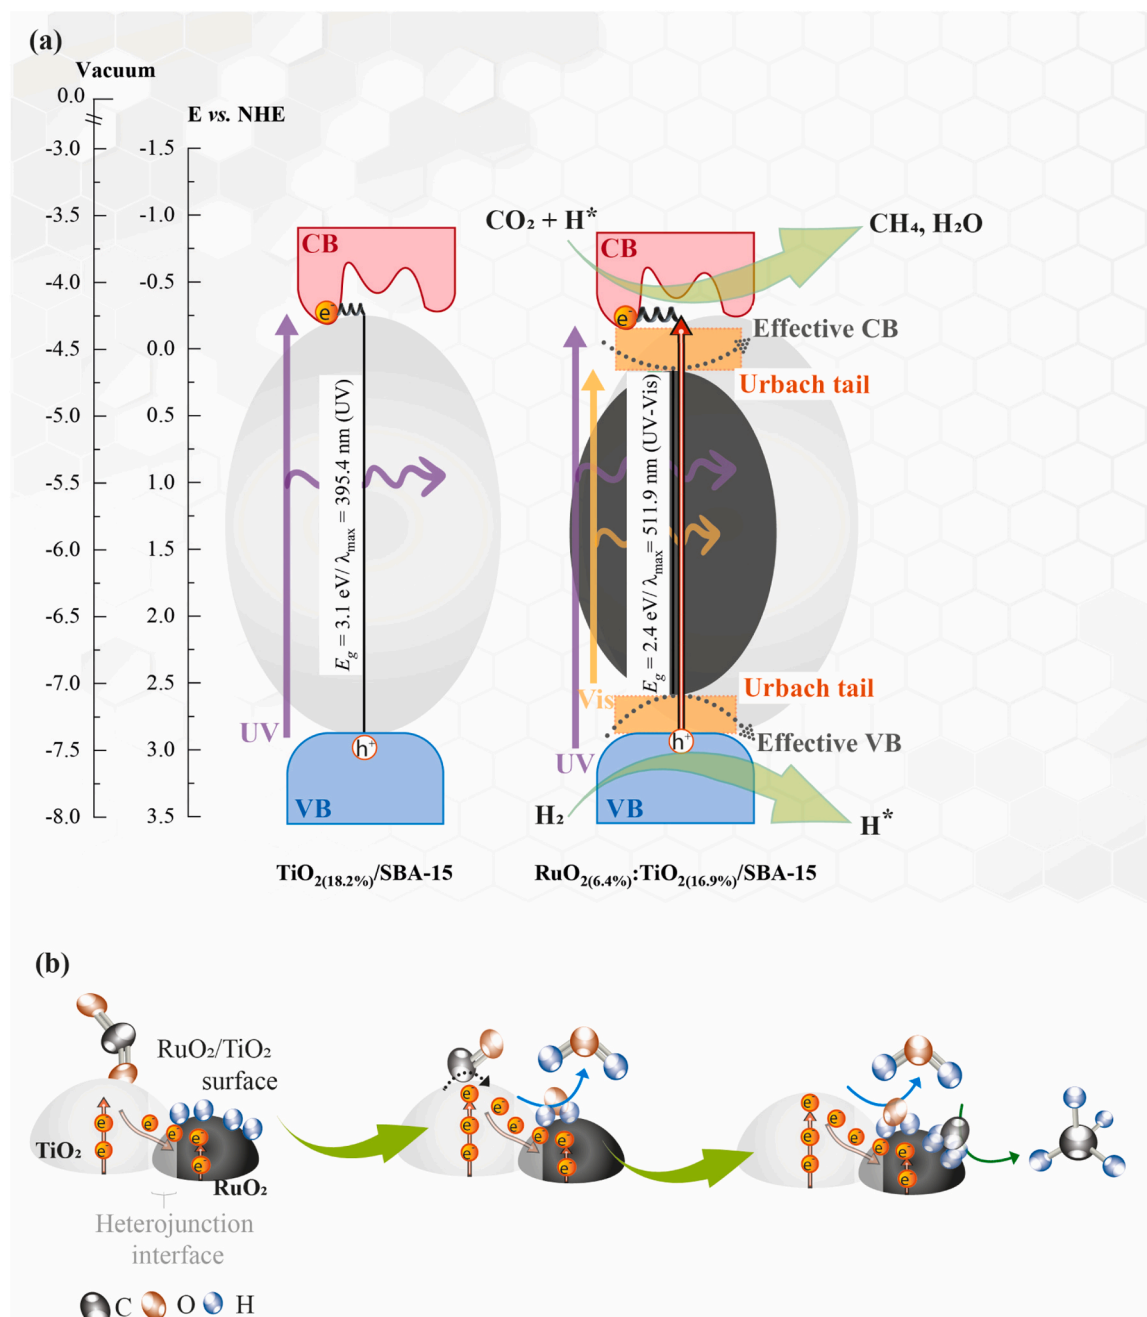 (a)
Vacuum
0.0
E vs. NHE
-3.0
-1.5
-3.5
-1.0
-4.0
-0.5
-4.5
0.0
-5.0
0.5
-5.5
1.0
-6.0
1.5
-6.5
2.0
-7.0
2.5
-7.5
3.0
-8.0
3.5
CB
e⁻
E_g = 3.1 eV/ λ_max = 395.4 nm (UV)
UV
h⁺
VB
TiO₂₍₁₈.₂%₎/SBA-15
CO₂ + H*
CH₄, H₂O
CB
e⁻
Effective CB
Urbach tail
E_g = 2.4 eV/ λ_max= 511.9 nm (UV-Vis)
Urbach tail
Vis
UV
h⁺
Effective VB
H₂
VB
H*
RuO₂₍₆.₄%₎:TiO₂₍₁₆.₉%₎/SBA-15
(b)
RuO₂/TiO₂
surface
TiO₂
e⁻ e⁻ e⁻ e⁻ e⁻ e⁻ e⁻
RuO₂
Heterojunction
interface
e⁻ e⁻ e⁻ e⁻ e⁻ e⁻ e⁻ e⁻
e⁻ e⁻ e⁻ e⁻ e⁻ e⁻ e⁻ e⁻
C O H